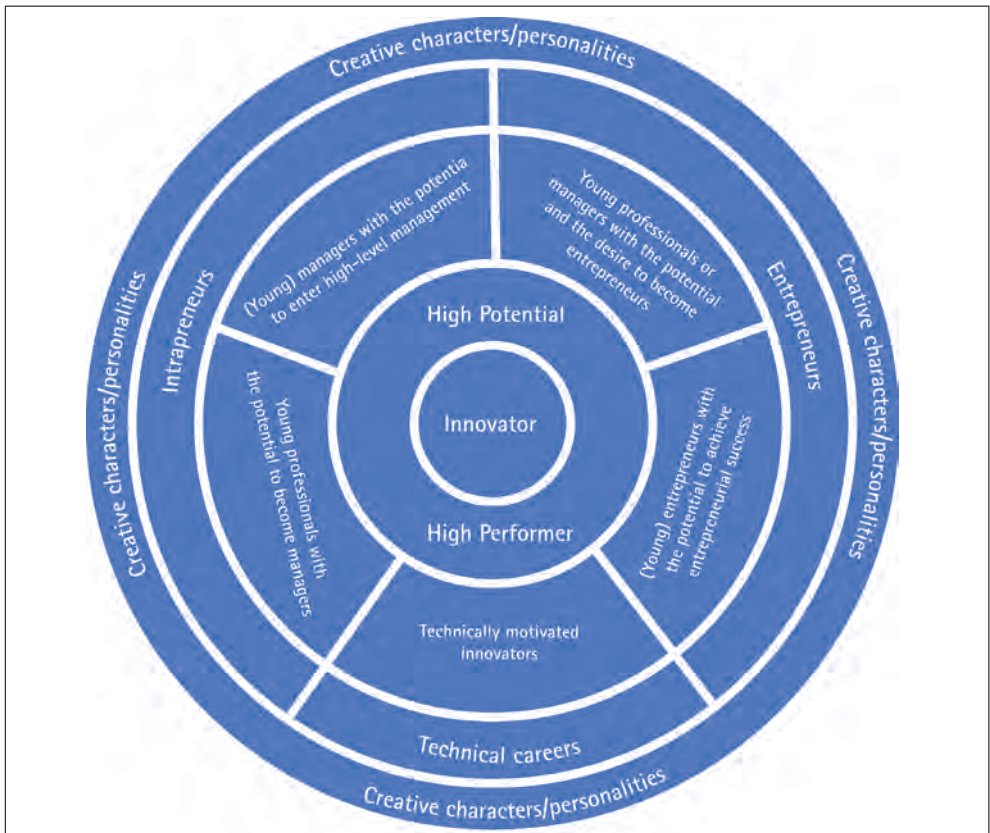 Creative characters/personalities
Creative characters/personalities
Creative characters/personalities
Creative characters/personalities
Intrapreneurs
Entrepreneurs
Technical careers
(Young) managers with the potentia
to enter high-level management
Young professionals or
managers with the potential
and the desire to become
entrepreneurs
Young professionals with
the potential to become managers
(Young) entrepreneurs with
the potential to achieve
entrepreneurial success
Technically motivated
innovators
High Potential
Innovator
High Performer